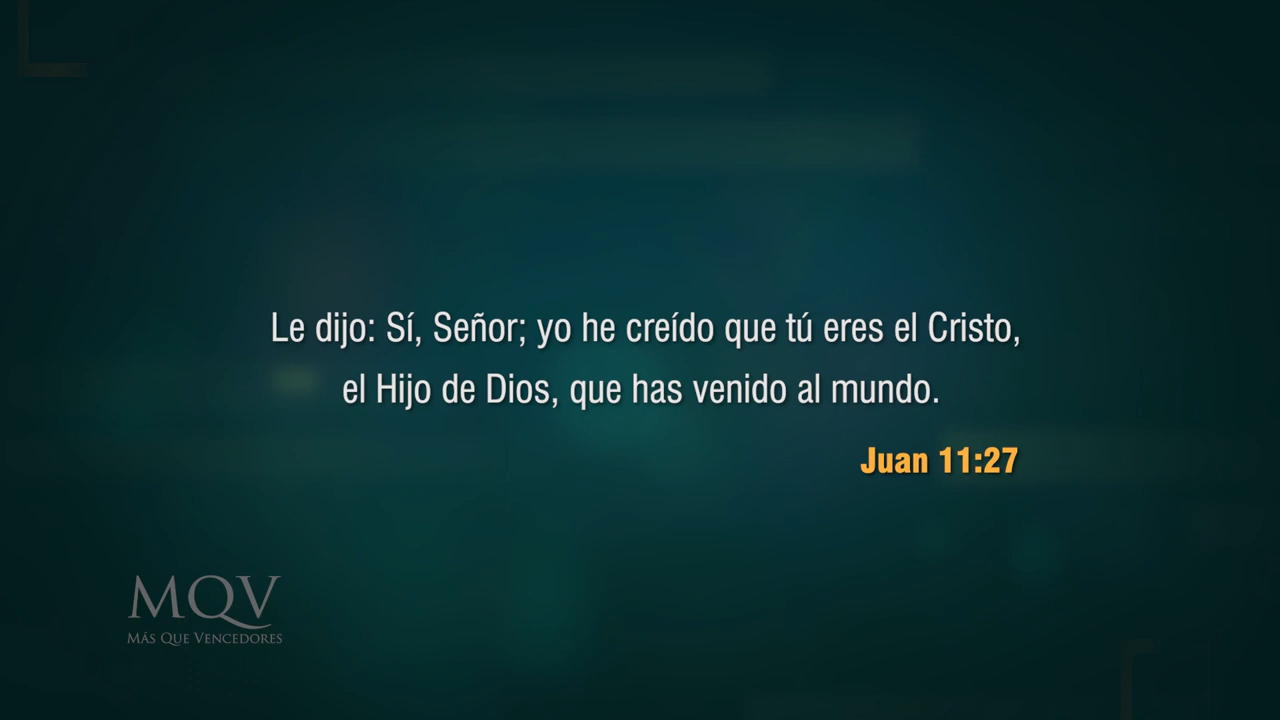 Le dijo: Sí, Señor; yo he creído que tú eres el Cristo,
el Hijo de Dios, que has venido al mundo.
Juan 11:27
MQV
MÁS QUE VENCEDORES